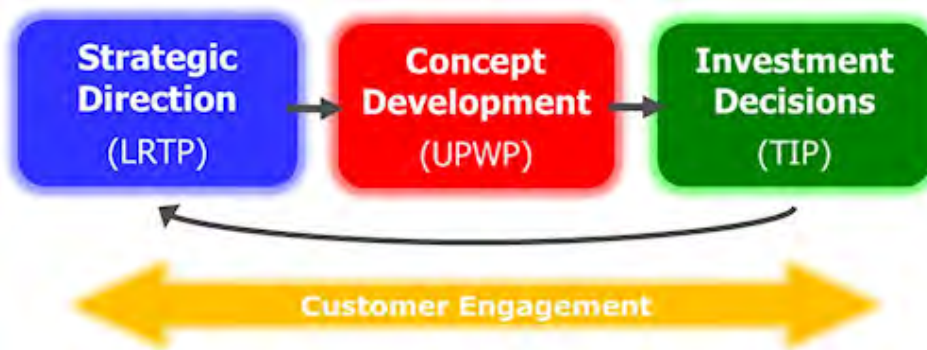 Strategic
Direction
(LRTP)
Concept
Development
(UPWP)
Investment
Decisions
(TIP)
Customer Engagement